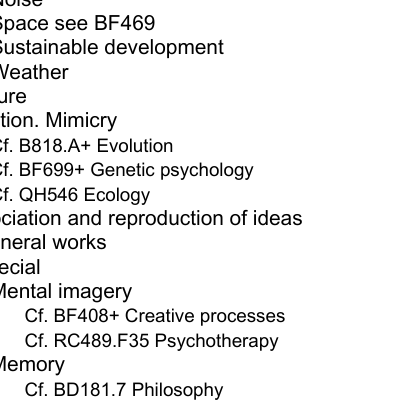 Noise
Space see BF469
Sustainable development
Weather
ure
tion. Mimicry
Cf. B818.A+ Evolution
Cf. BF699+ Genetic psychology
Cf. QH546 Ecology
ciation and reproduction of ideas
neral works
ecial
Mental imagery
Cf. BF408+ Creative processes
Cf. RC489.F35 Psychotherapy
Memory
Cf. BD181.7 Philosophy